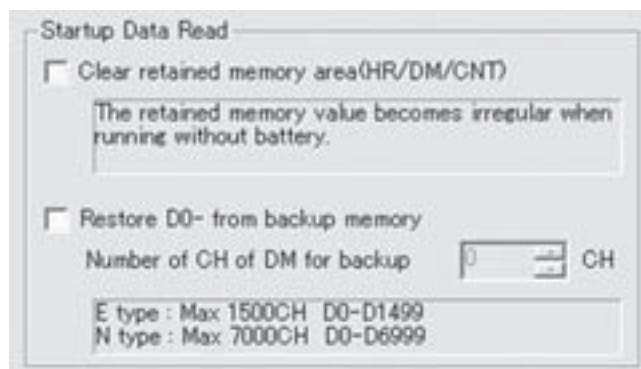 Startup Data Read
Clear retained memory area(HR/DM/CNT)
The retained memory value becomes irregular when
running without battery.
Restore D0- from backup memory
Number of CH of DM for backup 0 CH
E type : Max 1500CH D0-D1499
N type : Max 7000CH D0-D6999